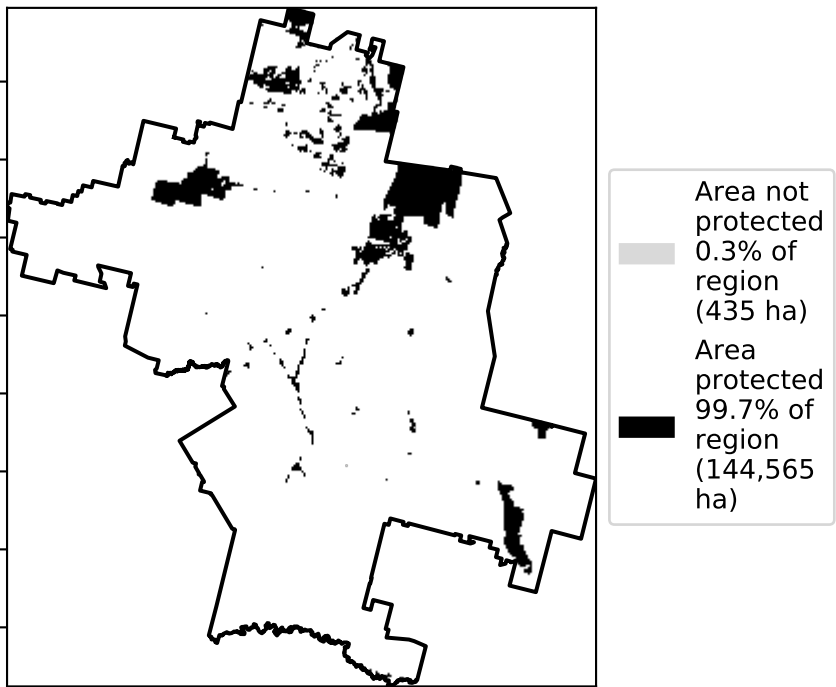 Area not
protected
0.3% of
region
(435 ha)
Area
protected
99.7% of
region
(144,565
ha)